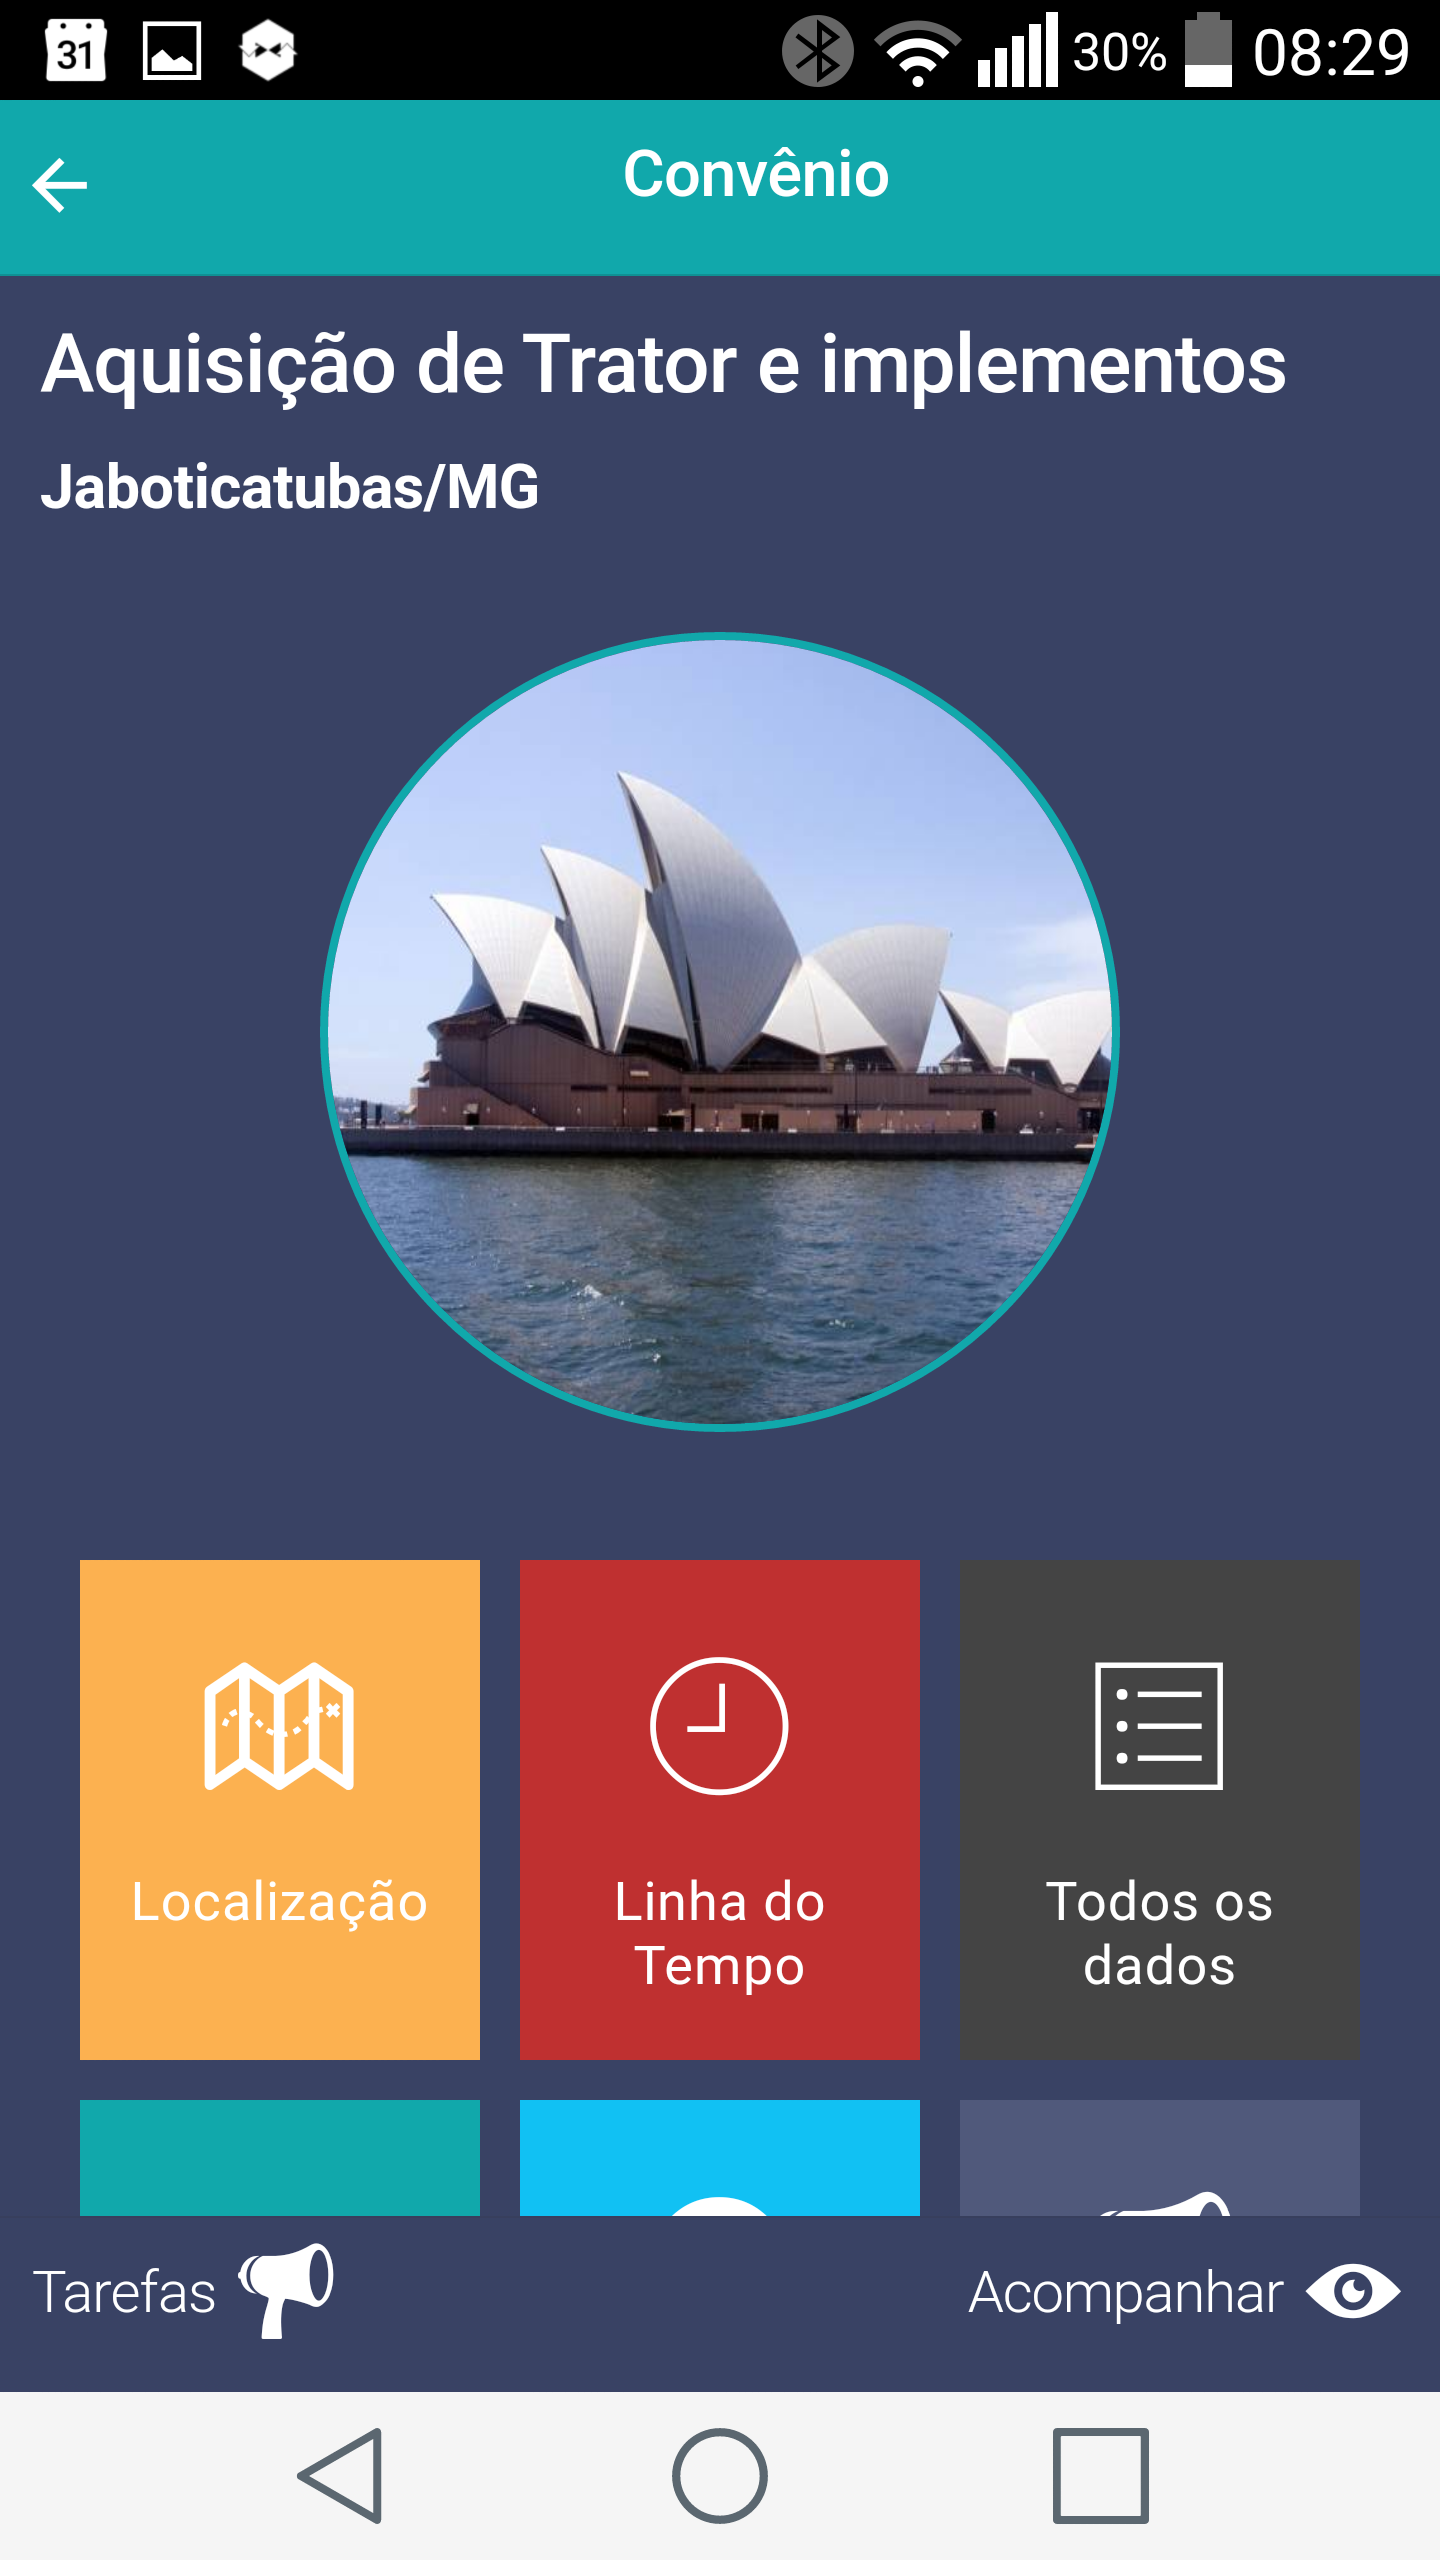 31
30% 08:29
Convênio
Aquisição de Trator e implementos
Jaboticatubas/MG
Localização
Linha do
Tempo
Todos os
dados
Tarefas
Acompanhar